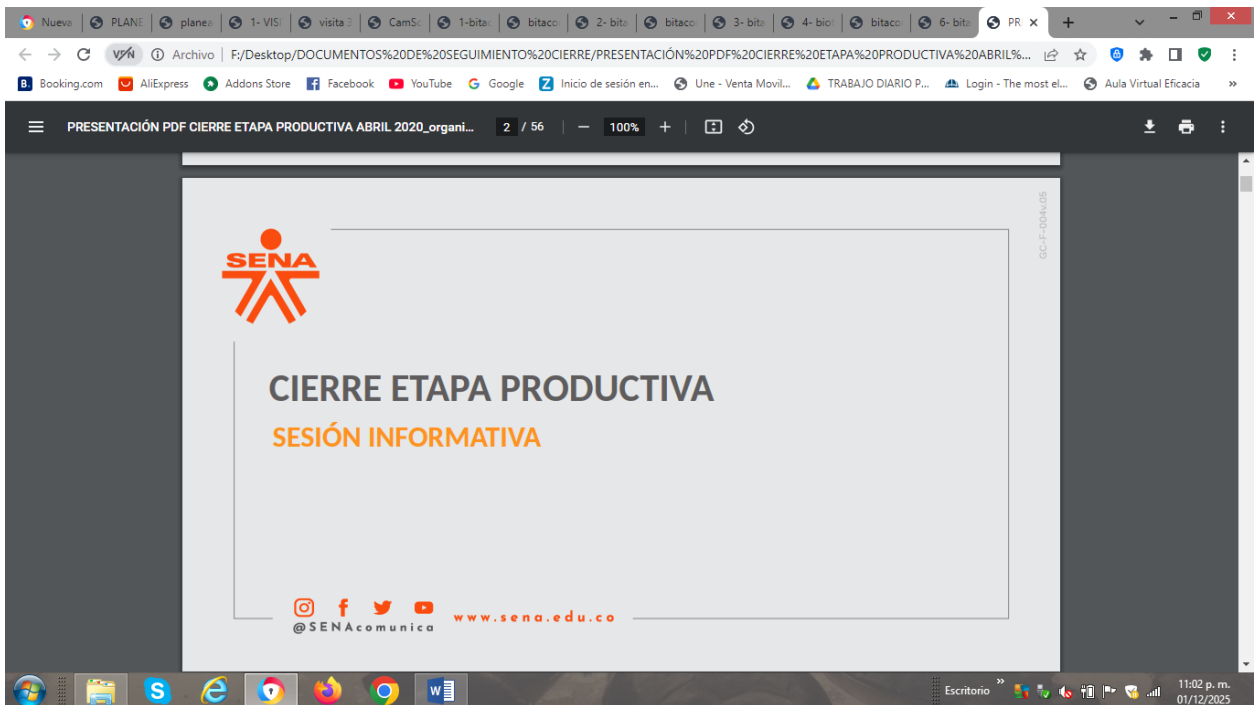 Nueva PLANE planea 1- VISI visita 3 CamSc 1-bitac bitaco 2- bita bitaco 3- bita 4- bio bitaco 6- bita PR
VPN Archivo F:/Desktop/DOCUMENTOS%20DE%20SEGUIMIENTO%20CIERRE/PRESENTACIÓN%20PDF%20CIERRE%20ETAPA%20PRODUCTIVA%20ABRIL%...
B. Booking.com AliExpress Addons Store Facebook YouTube Google Inicio de sesión en... Une - Venta Movil... TRABAJO DIARIO P... Login - The most el... Aula Virtual Eficacia »
PRESENTACIÓN PDF CIERRE ETAPA PRODUCTIVA ABRIL 2020_organi... 2 / 56 100%
GC-F-004v.05
SENA
CIERRE ETAPA PRODUCTIVA
SESIÓN INFORMATIVA
@SENAcomunica www.sena.edu.co
Escritorio » 11:02 p. m.
01/12/2025